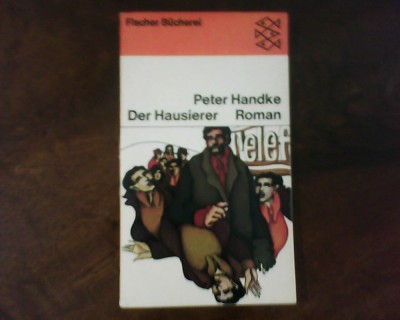 Fischer Bücherei
Peter Handke
Der Hausierer Roman